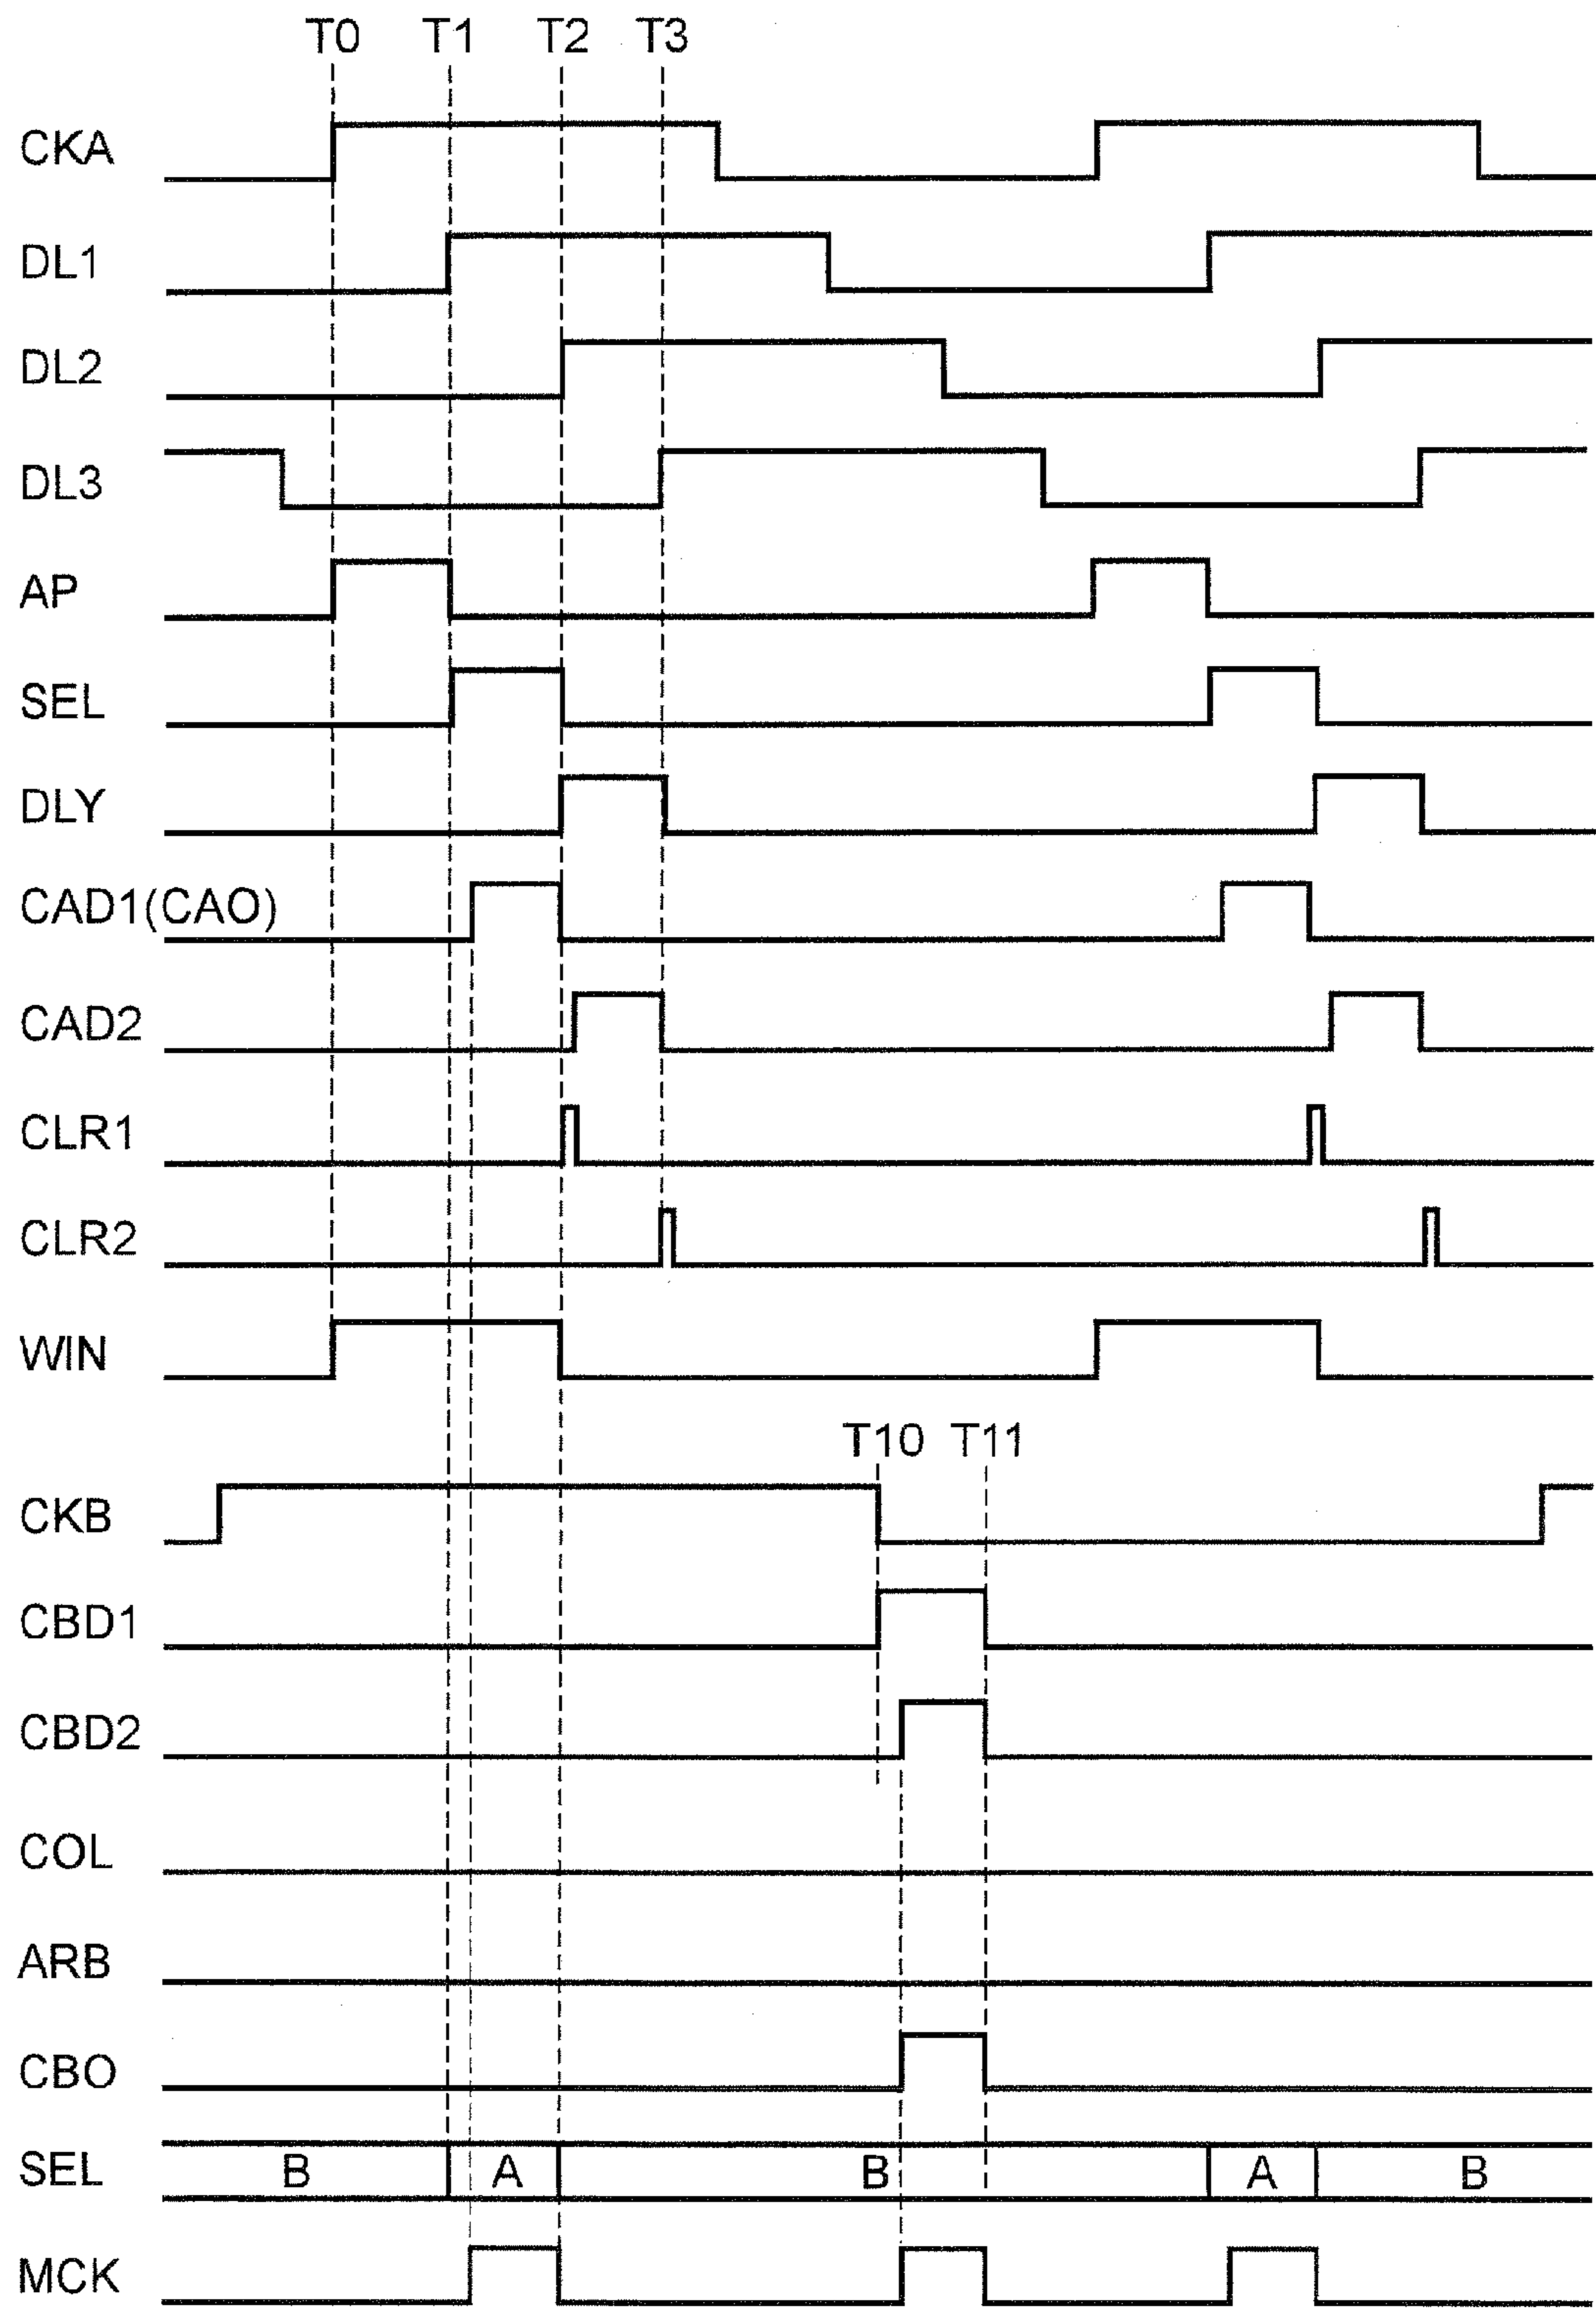 T0 T1 T2 T3
CKA
DL1
DL2
DL3
AP
SEL
DLY
CAD1(CAO)
CAD2
CLR1
CLR2
WIN
T10 T11
CKB
CBD1
CBD2
COL
ARB
CBO
SEL B A B A B
MCK